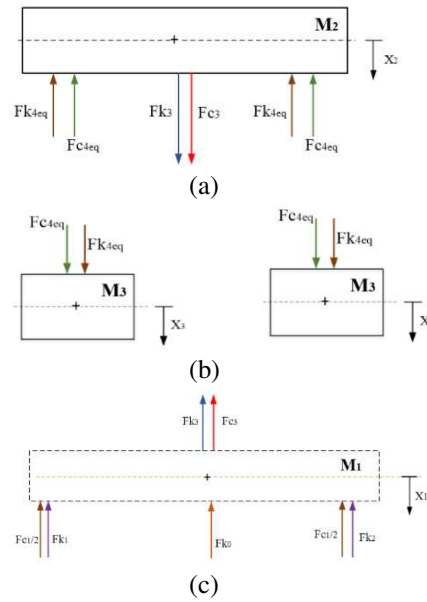 M2
X2
Fk4eq
Fc4eq
Fk3
Fc3
Fk4eq
Fc4eq
(a)
Fc4eq
Fk4eq
M3
X3
Fc4eq
Fk4eq
M3
X
(b)
Fk3
Fc3
M1
X1
Fc1/2
Fk1
Fk0
Fc1/2
Fk2
(c)